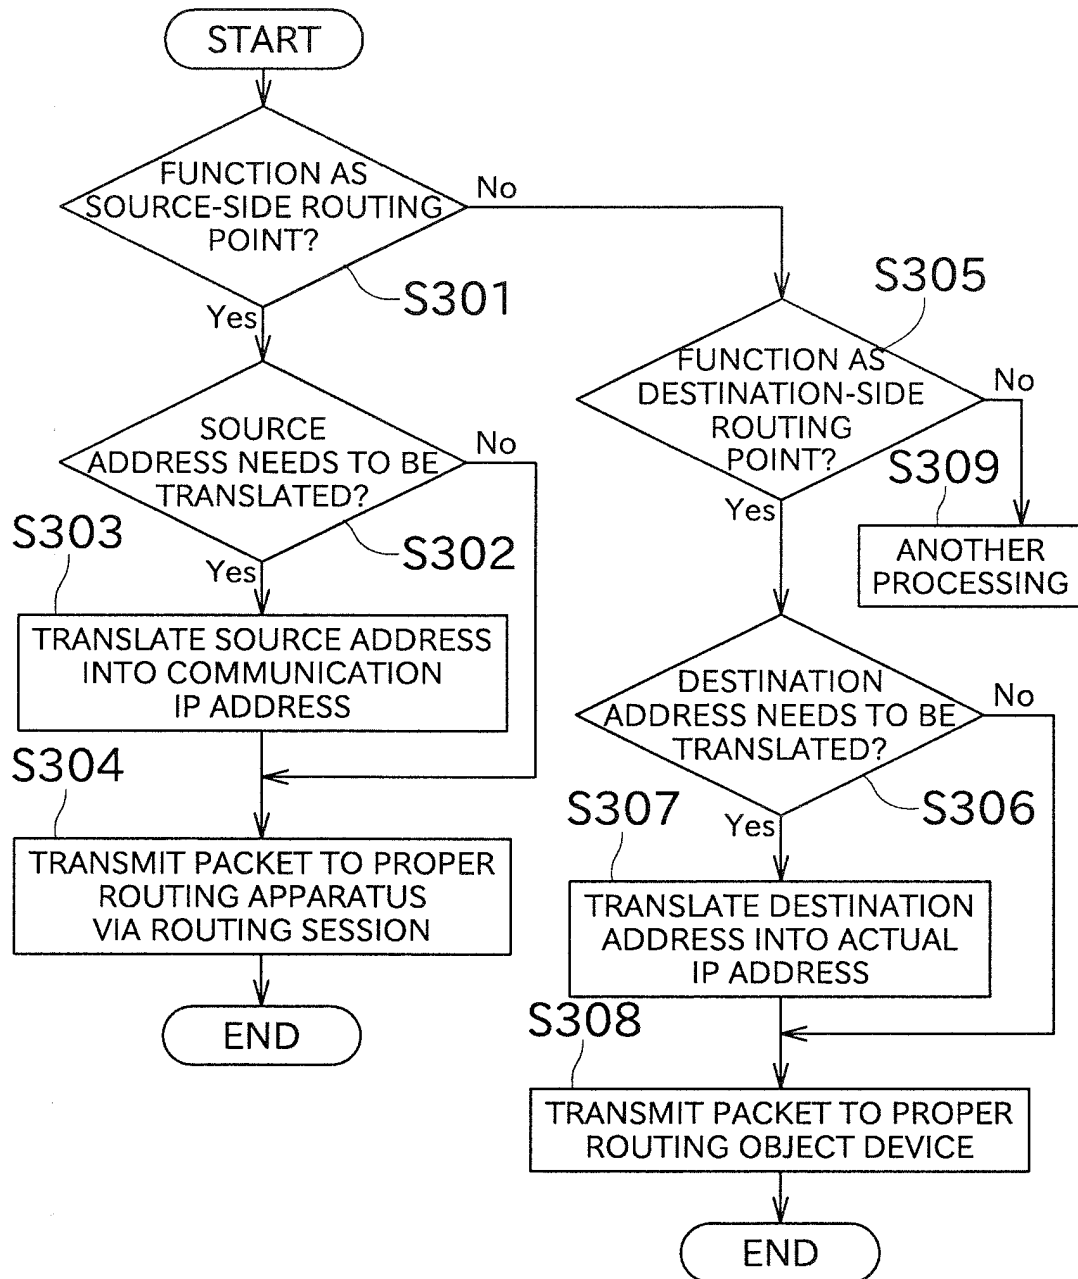 START
FUNCTION AS
SOURCE-SIDE ROUTING
POINT?
No
S301
Yes
SOURCE
ADDRESS NEEDS TO BE
TRANSLATED?
No
S302
Yes
S303
TRANSLATE SOURCE ADDRESS
INTO COMMUNICATION
IP ADDRESS
S304
TRANSMIT PACKET TO PROPER
ROUTING APPARATUS
VIA ROUTING SESSION
END
S305
FUNCTION AS
DESTINATION-SIDE
ROUTING
POINT?
No
S309
ANOTHER
PROCESSING
Yes
DESTINATION
ADDRESS NEEDS TO BE
TRANSLATED?
No
S306
Yes
S307
TRANSLATE DESTINATION
ADDRESS INTO ACTUAL
IP ADDRESS
S308
TRANSMIT PACKET TO PROPER
ROUTING OBJECT DEVICE
END